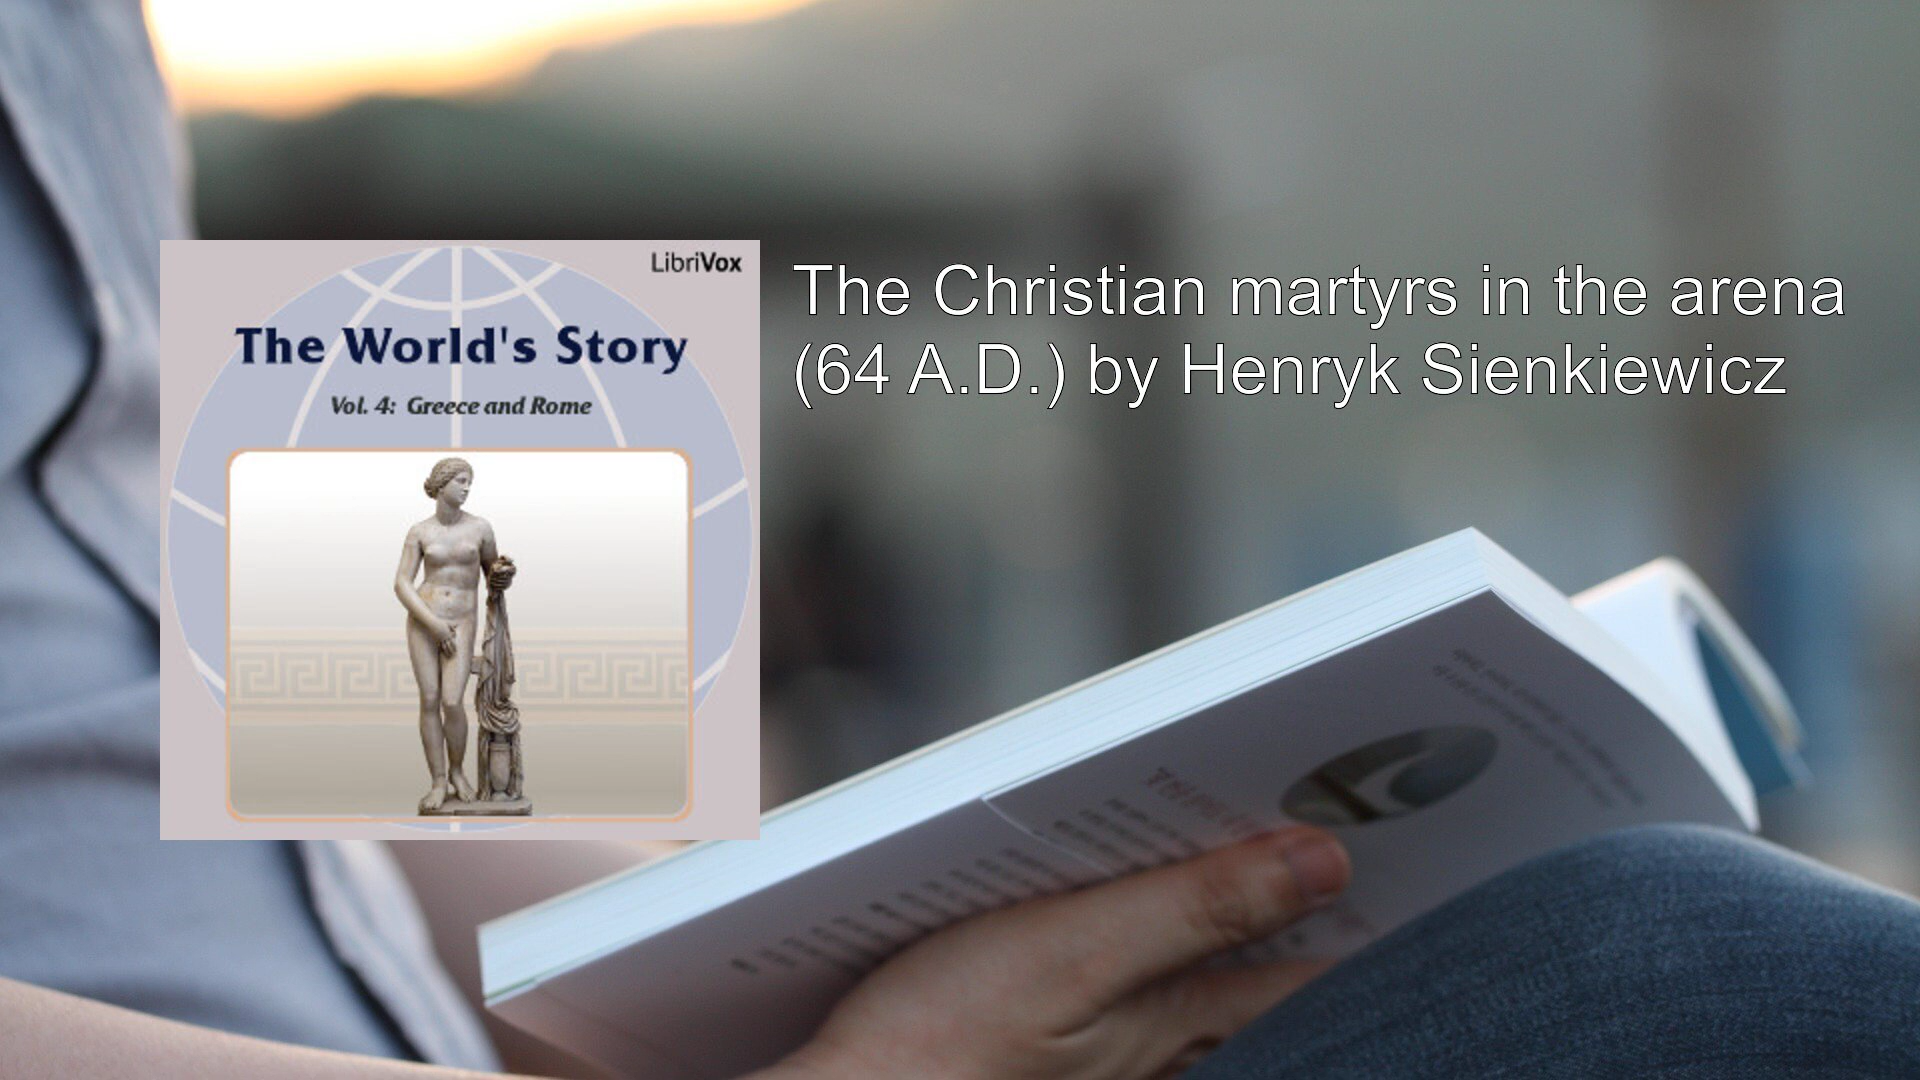 LibriVox
The World's Story
Vol. 4: Greece and Rome
The Christian martyrs in the arena
(64 A.D.) by Henryk Sienkiewicz